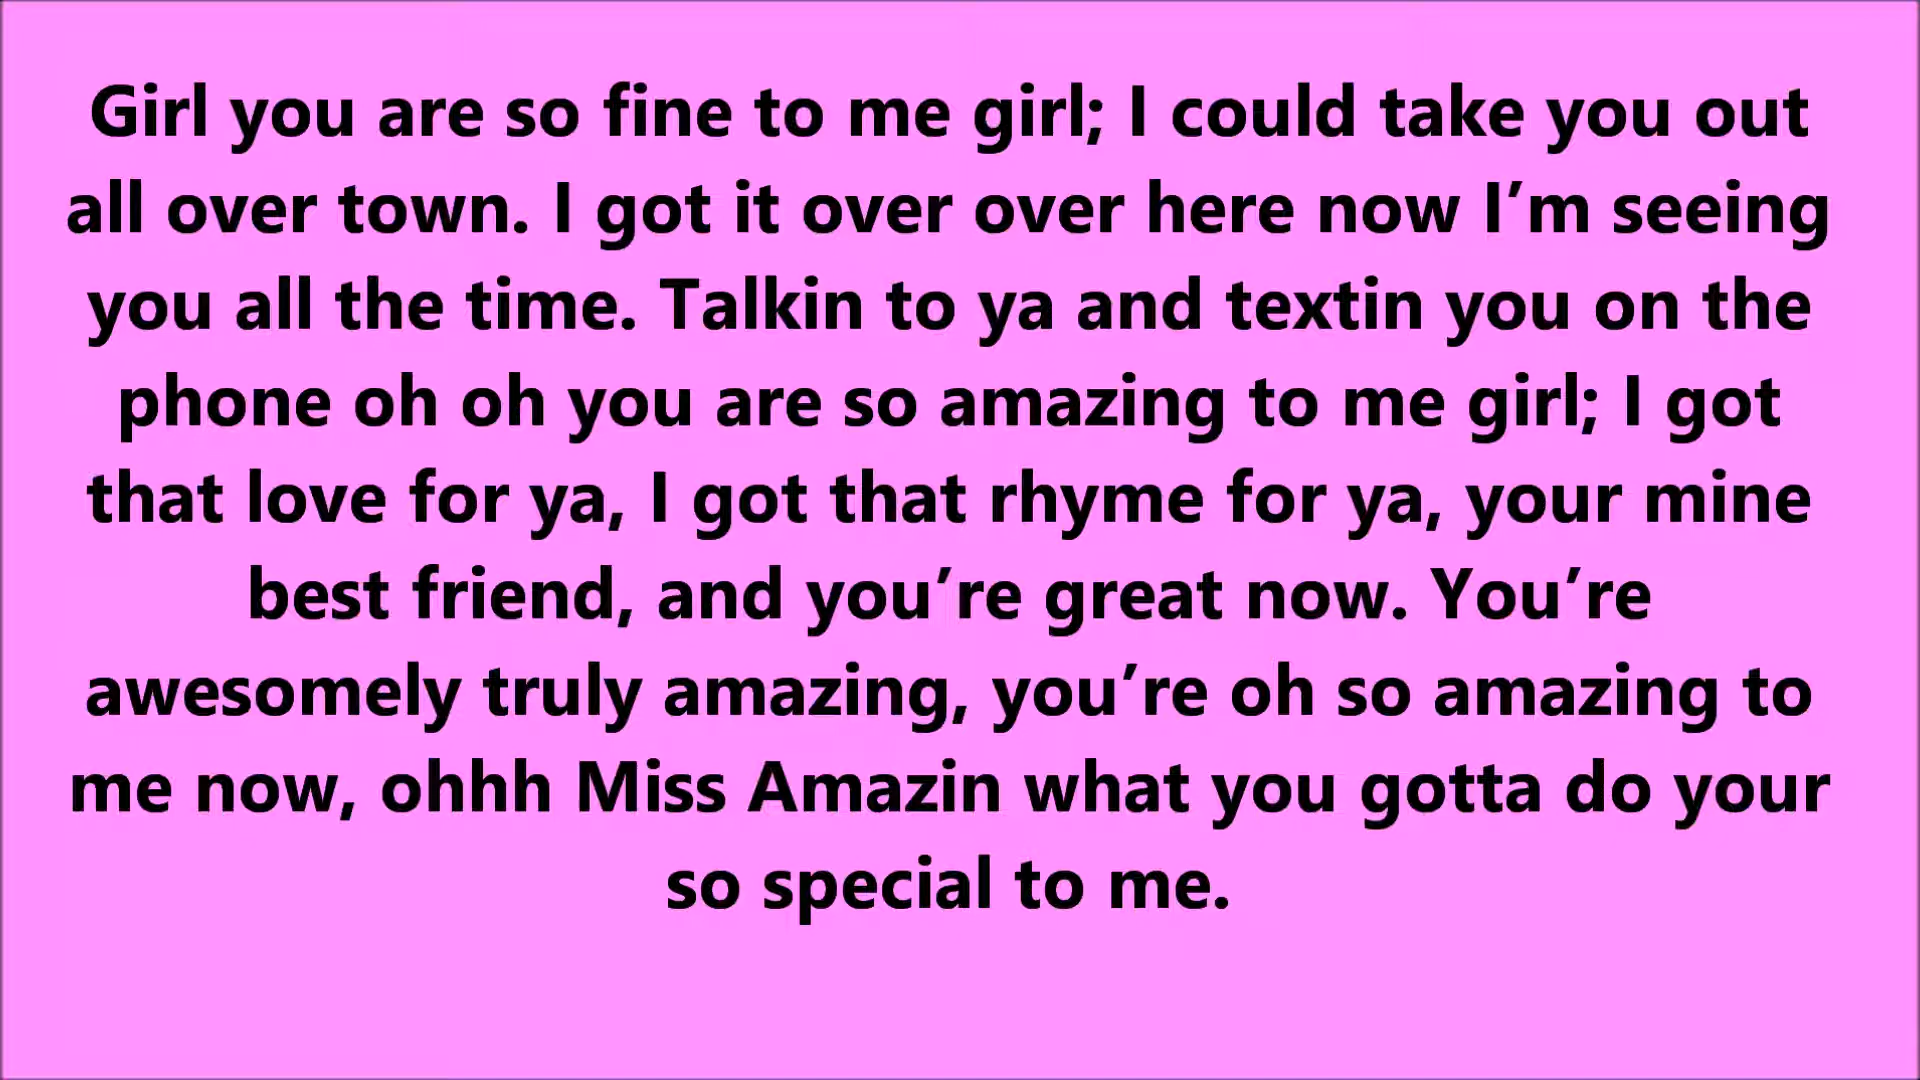 Girl you are so fine to me girl; I could take you out
all over town. I got it over over here now I’m seeing
you all the time. Talkin to ya and textin you on the
phone oh oh you are so amazing to me girl; I got
that love for ya, I got that rhyme for ya, your mine
best friend, and you’re great now. You’re
awesomely truly amazing, you’re oh so amazing to
me now, ohhh Miss Amazin what you gotta do your
so special to me.